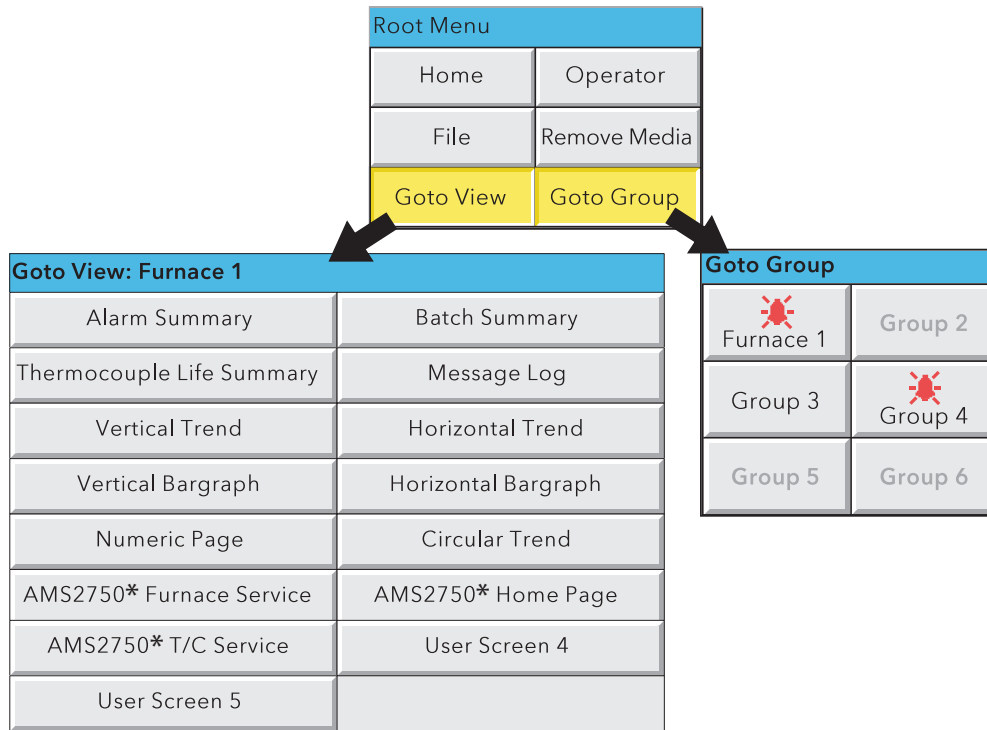 Root Menu
Home
Operator
File
Remove Media
Goto View
Goto Group
Goto View: Furnace 1
Alarm Summary
Batch Summary
Thermocouple Life Summary
Message Log
Vertical Trend
Horizontal Trend
Vertical Bargraph
Horizontal Bargraph
Numeric Page
Circular Trend
AMS2750* Furnace Service
AMS2750* Home Page
AMS2750* T/C Service
User Screen 4
User Screen 5
Goto Group
Furnace 1
Group 2
Group 3
Group 4
Group 5
Group 6